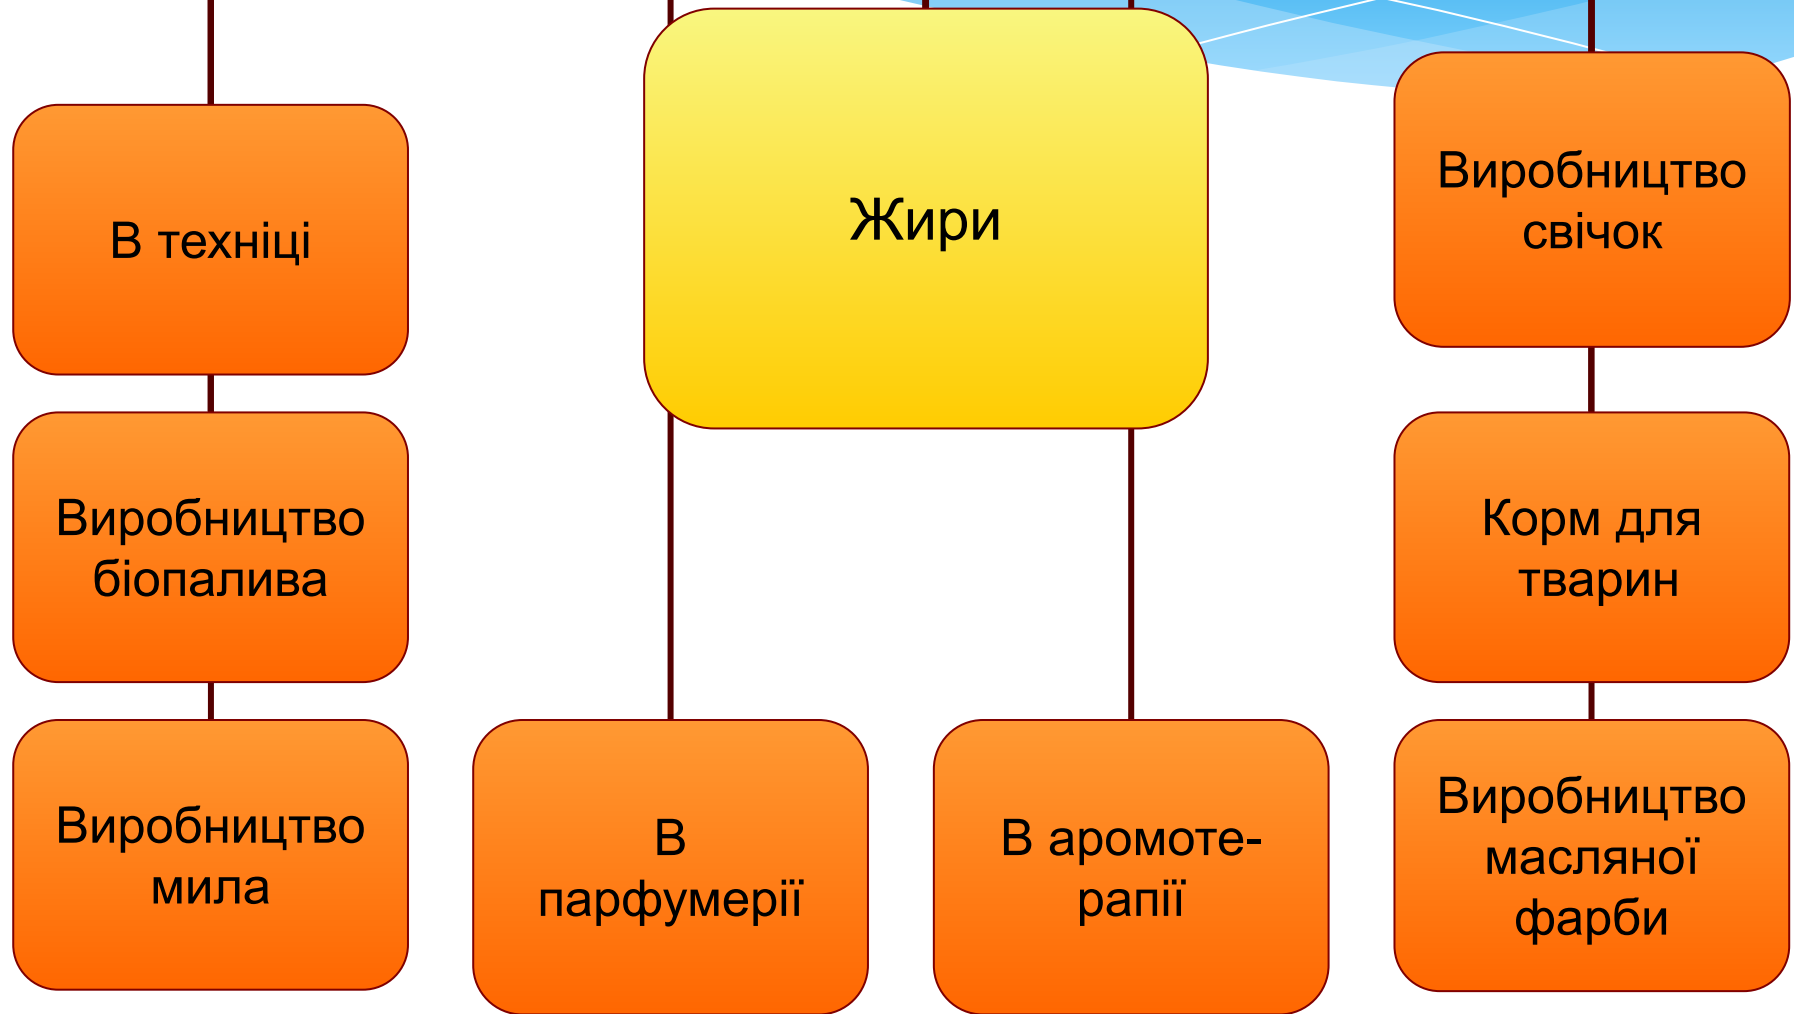 В техніці
Жири
Виробництво
свічок
Виробництво
біопалива
Корм для
тварин
Виробництво
мила
В
парфумерії
В аромоте-
рапії
Виробництво
масляної
фарби